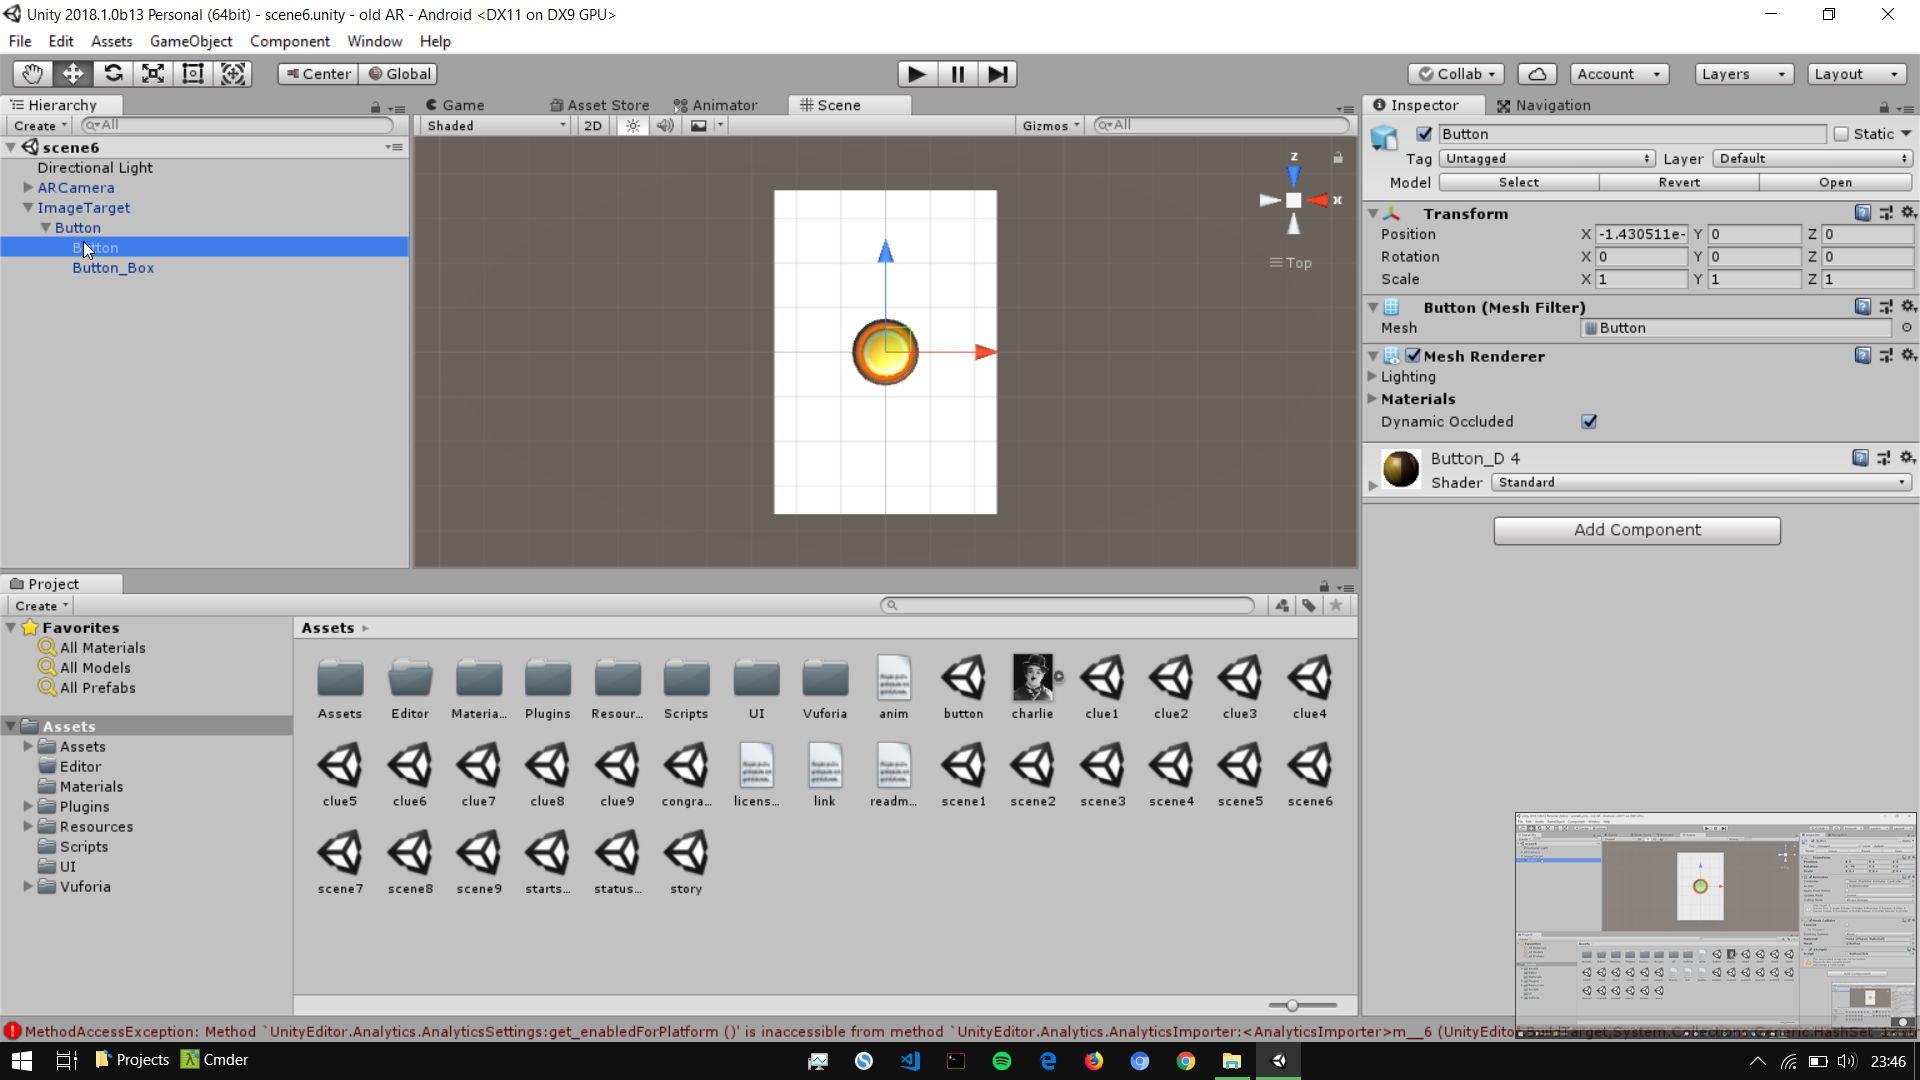 Unity 2018.1.0b13 Personal (64bit) - scene6.unity - old AR - Android <DX11 on DX9 GPU>
File Edit Assets GameObject Component Window Help
Center Global Collab Account Layers Layout
Hierarchy Game Asset Store Animator Scene Inspector Navigation
Create All Shaded 2D Gizmos All
Button Static
scene6
Directional Light
ARCamera
ImageTarget
Button
Button
Button_Box
z
x
Top
Tag Untagged Layer Default
Model Select Revert Open
Transform
Position X -1.430511e- Y 0 Z 0
Rotation X 0 Y 0 Z 0
Scale X 1 Y 1 Z 1
Button (Mesh Filter)
Mesh Button
Mesh Renderer
Lighting
Materials
Dynamic Occluded
Button_D 4
Shader Standard
Add Component
Project
Create
Favorites
All Materials
All Models
All Prefabs
Assets
Assets
Editor
Materials
Plugins
Resources
Scripts
UI
Vuforia
Assets
Assets Editor Materia... Plugins Resour... Scripts UI Vuforia anim button charlie clue1 clue2 clue3 clue4
clue5 clue6 clue7 clue8 clue9 congra... licens... link readm... scene1 scene2 scene3 scene4 scene5 scene6
scene7 scene8 scene9 starts... status... story
MethodAccessException: Method `UnityEditor.Analytics.AnalyticsSettings:get_enabledForPlatform ()' is inaccessible from method `UnityEditor.Analytics.AnalyticsImporter:<AnalyticsImporter>m__6 (UnityEdito
Projects Cmder 23:46